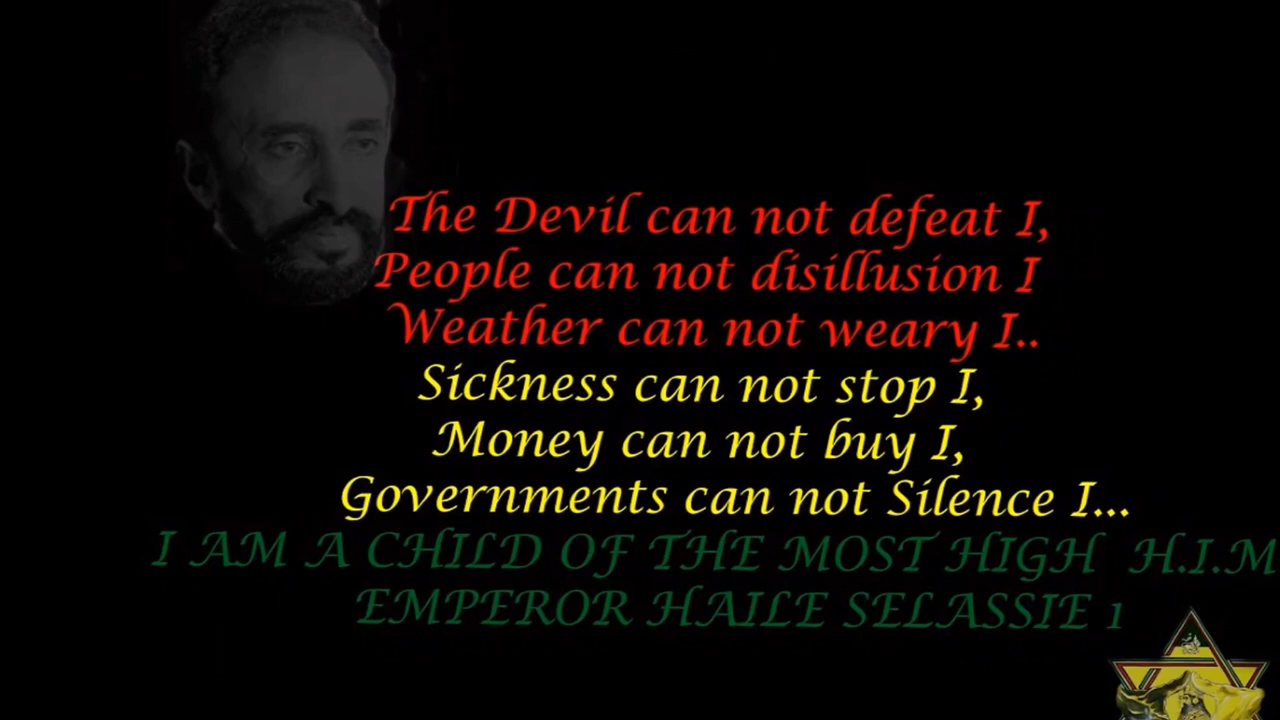 The Devil can not defeat I,
People can not disillusion I
Weather can not weary I..
Sickness can not stop I,
Money can not buy I,
Governments can not Silence I...
I AM A CHILD OF THE MOST HIGH H.I.M
EMPEROR HAILE SELASSIE 1